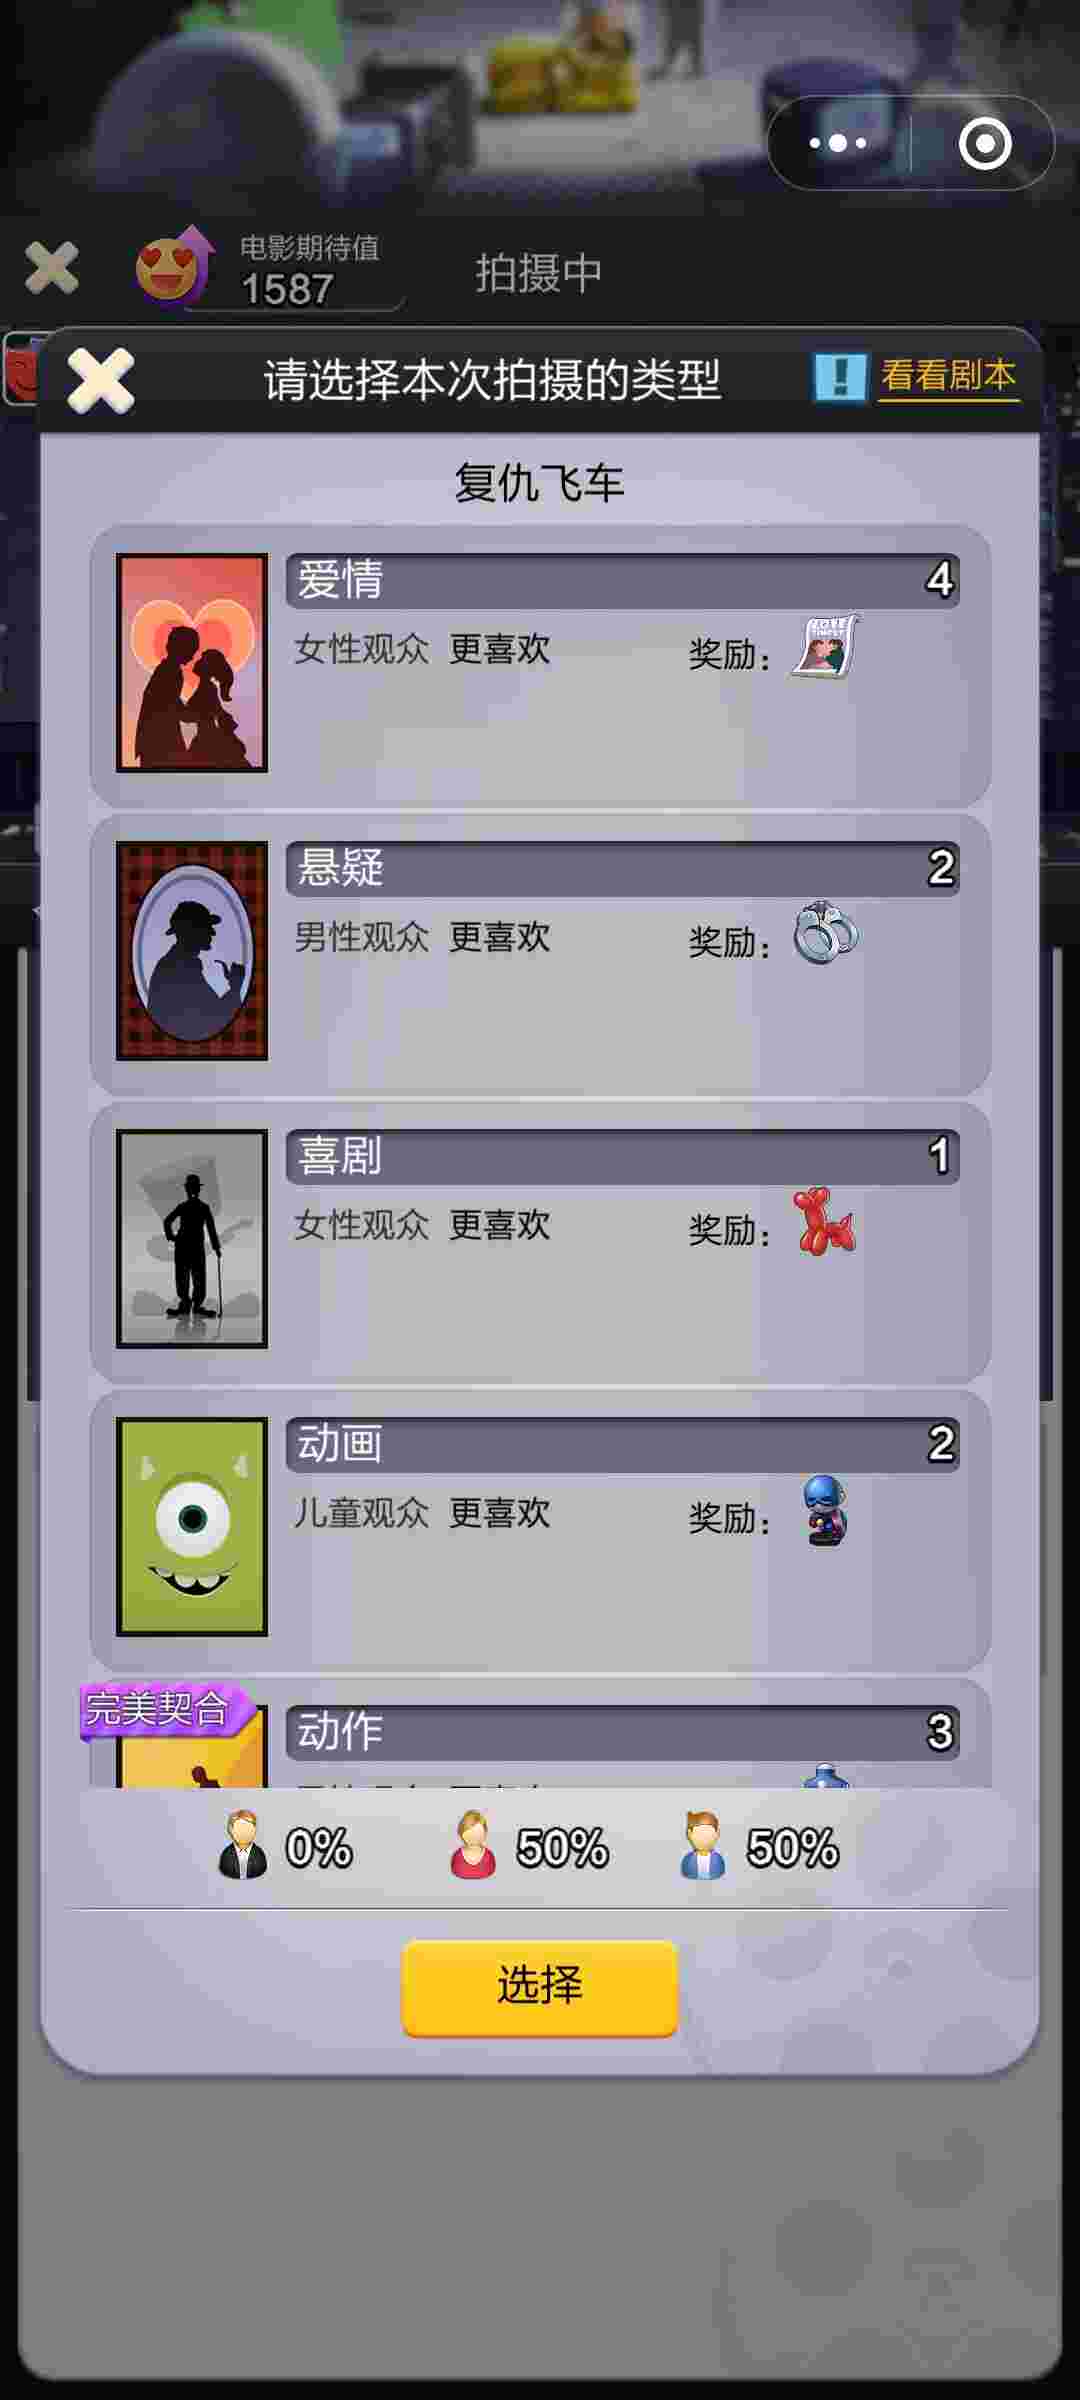 电影期待值
1587
拍摄中
请选择本次拍摄的类型
看看剧本
复仇飞车
爱情 4
女性观众 更喜欢 奖励：
悬疑 2
男性观众 更喜欢 奖励：
喜剧 1
女性观众 更喜欢 奖励：
动画 2
儿童观众 更喜欢 奖励：
完美契合
动作 3
0% 50% 50%
选择